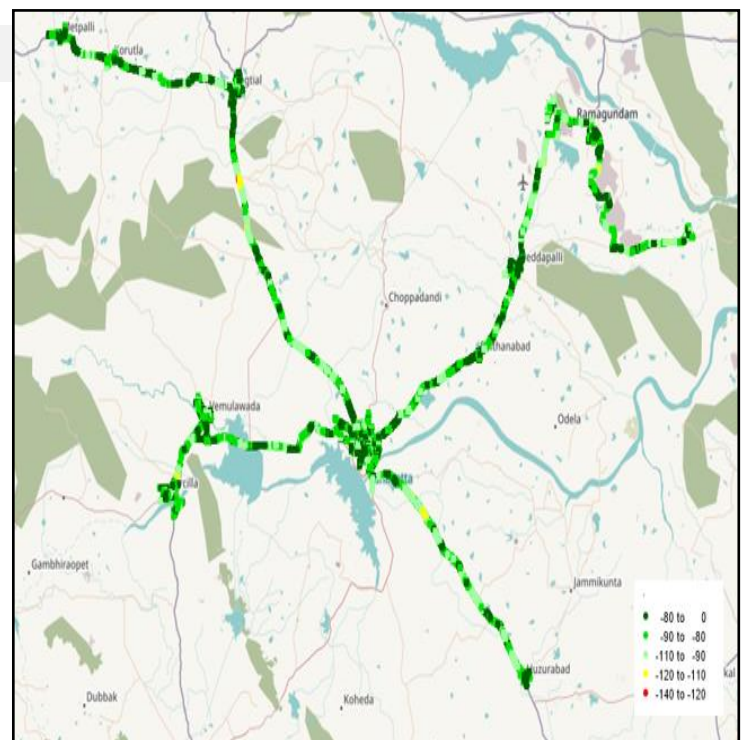 Korutla
Ramagundam
Choppadandi
Vemulawada
Odela
Gambhiraopet
Jammikunta
Huzurabad
Dubbak
Koheda
-80 to 0
-90 to -80
-110 to -90
-120 to -110
-140 to -120